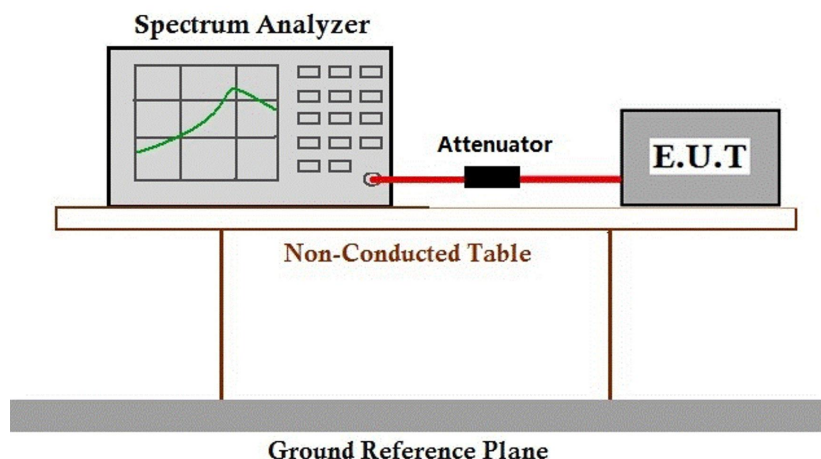 Spectrum Analyzer
Attenuator
E.U.T
Non-Conducted Table
Ground Reference Plane